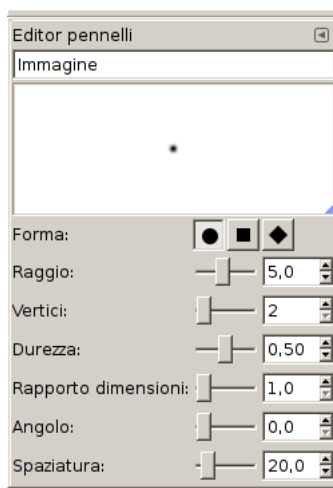 Editor pennelli
Immagine
Forma:
Raggio: 5,0
Vertici: 2
Durezza: 0,50
Rapporto dimensioni: 1,0
Angolo: 0,0
Spaziatura: 20,0